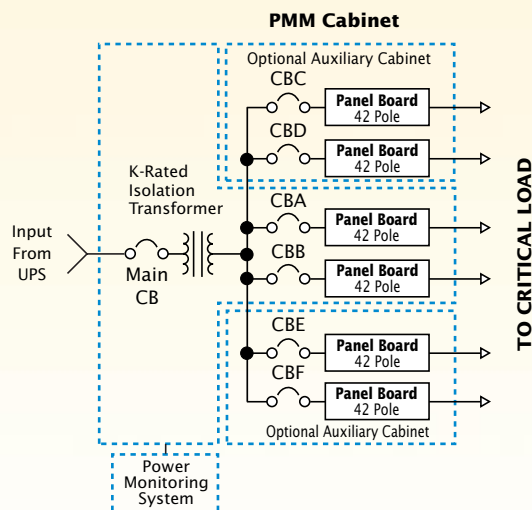 PMM Cabinet
Optional Auxiliary Cabinet
CBC
Panel Board
42 Pole
CBD
Panel Board
42 Pole
K-Rated
Isolation
Transformer
CBA
Panel Board
42 Pole
Input
From
UPS
Main
CB
CBB
Panel Board
42 Pole
CBE
Panel Board
42 Pole
CBF
Panel Board
42 Pole
Optional Auxiliary Cabinet
TO CRITICAL LOAD
Power
Monitoring
System